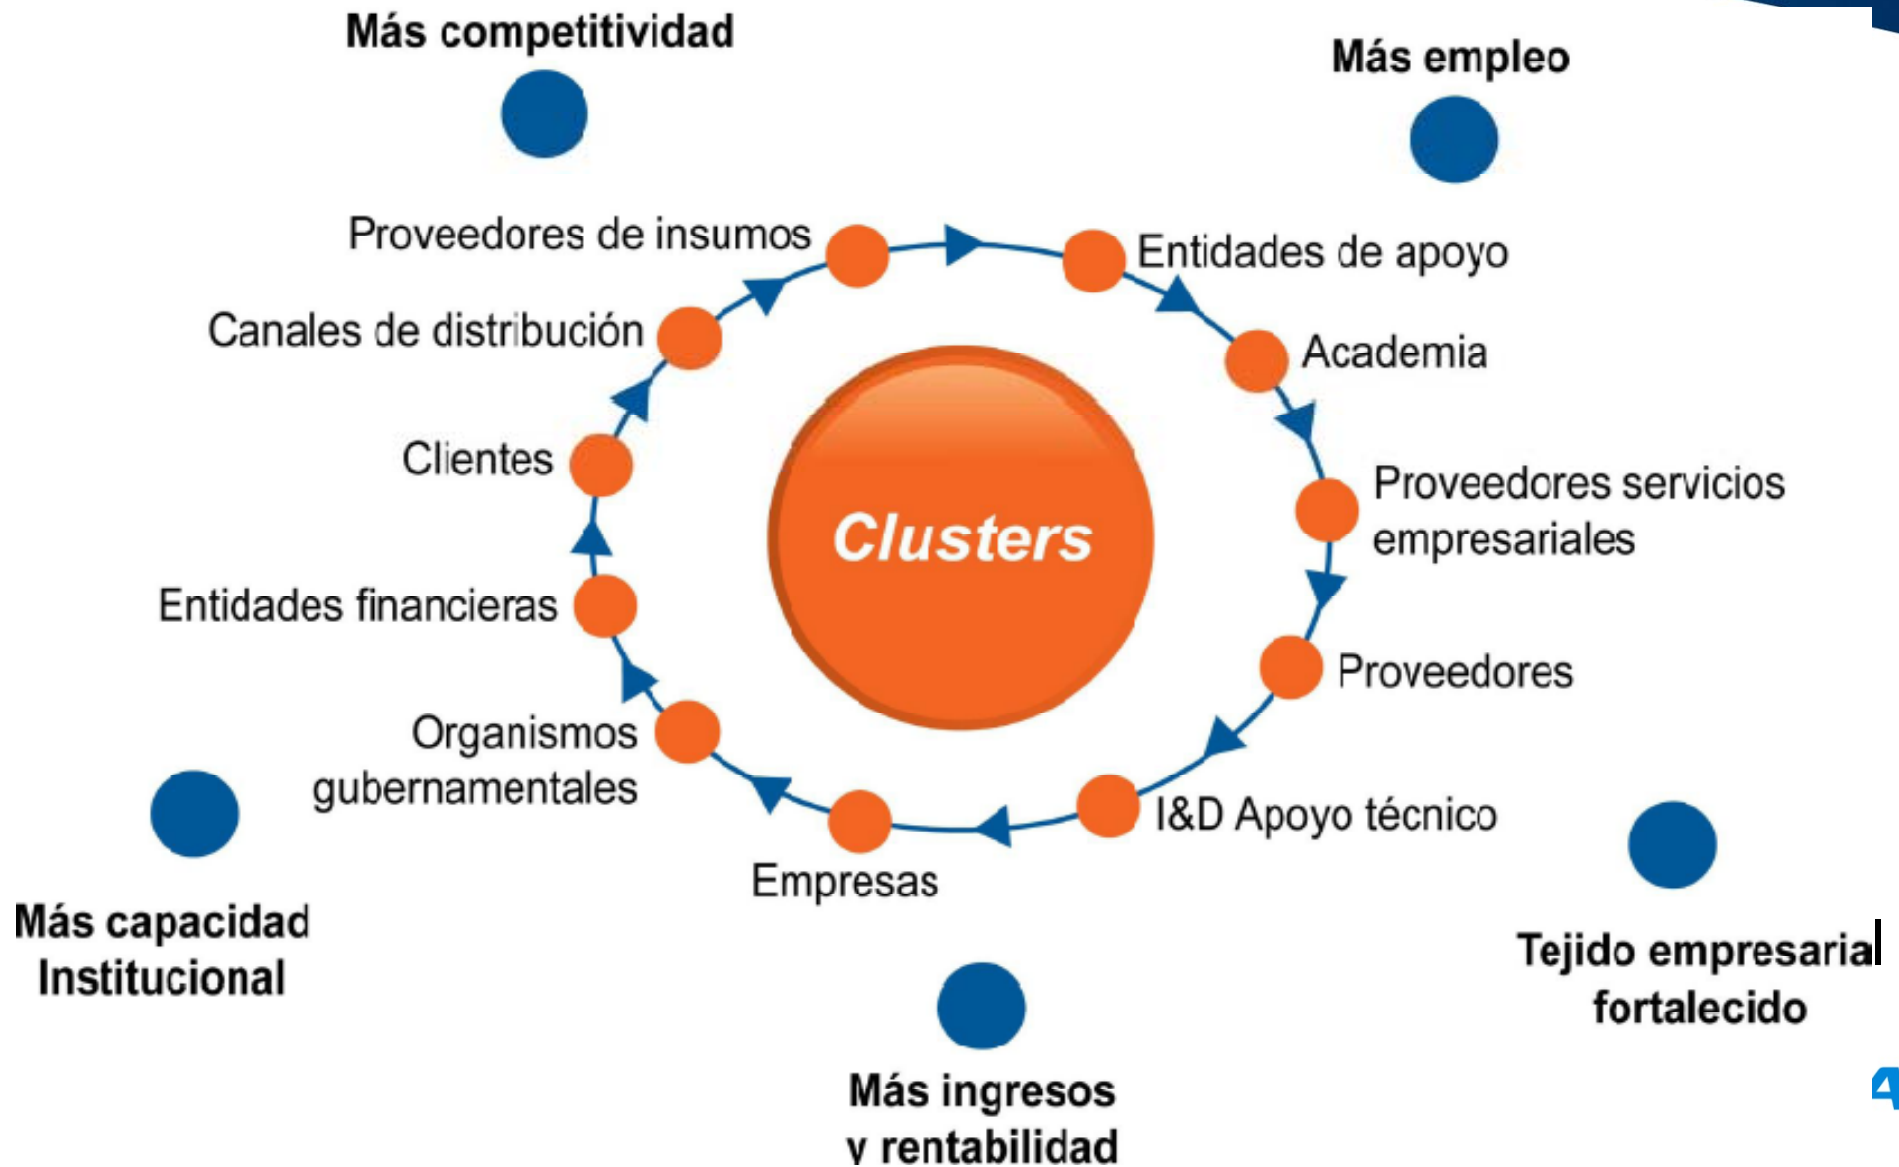 Más competitividad
Más empleo
Proveedores de insumos
Entidades de apoyo
Canales de distribución
Academia
Clientes
Proveedores servicios
empresariales
Clusters
Entidades financieras
Proveedores
Organismos
gubernamentales
I&D Apoyo técnico
Empresas
Más capacidad
Institucional
Tejido empresarial
fortalecido
Más ingresos
y rentabilidad